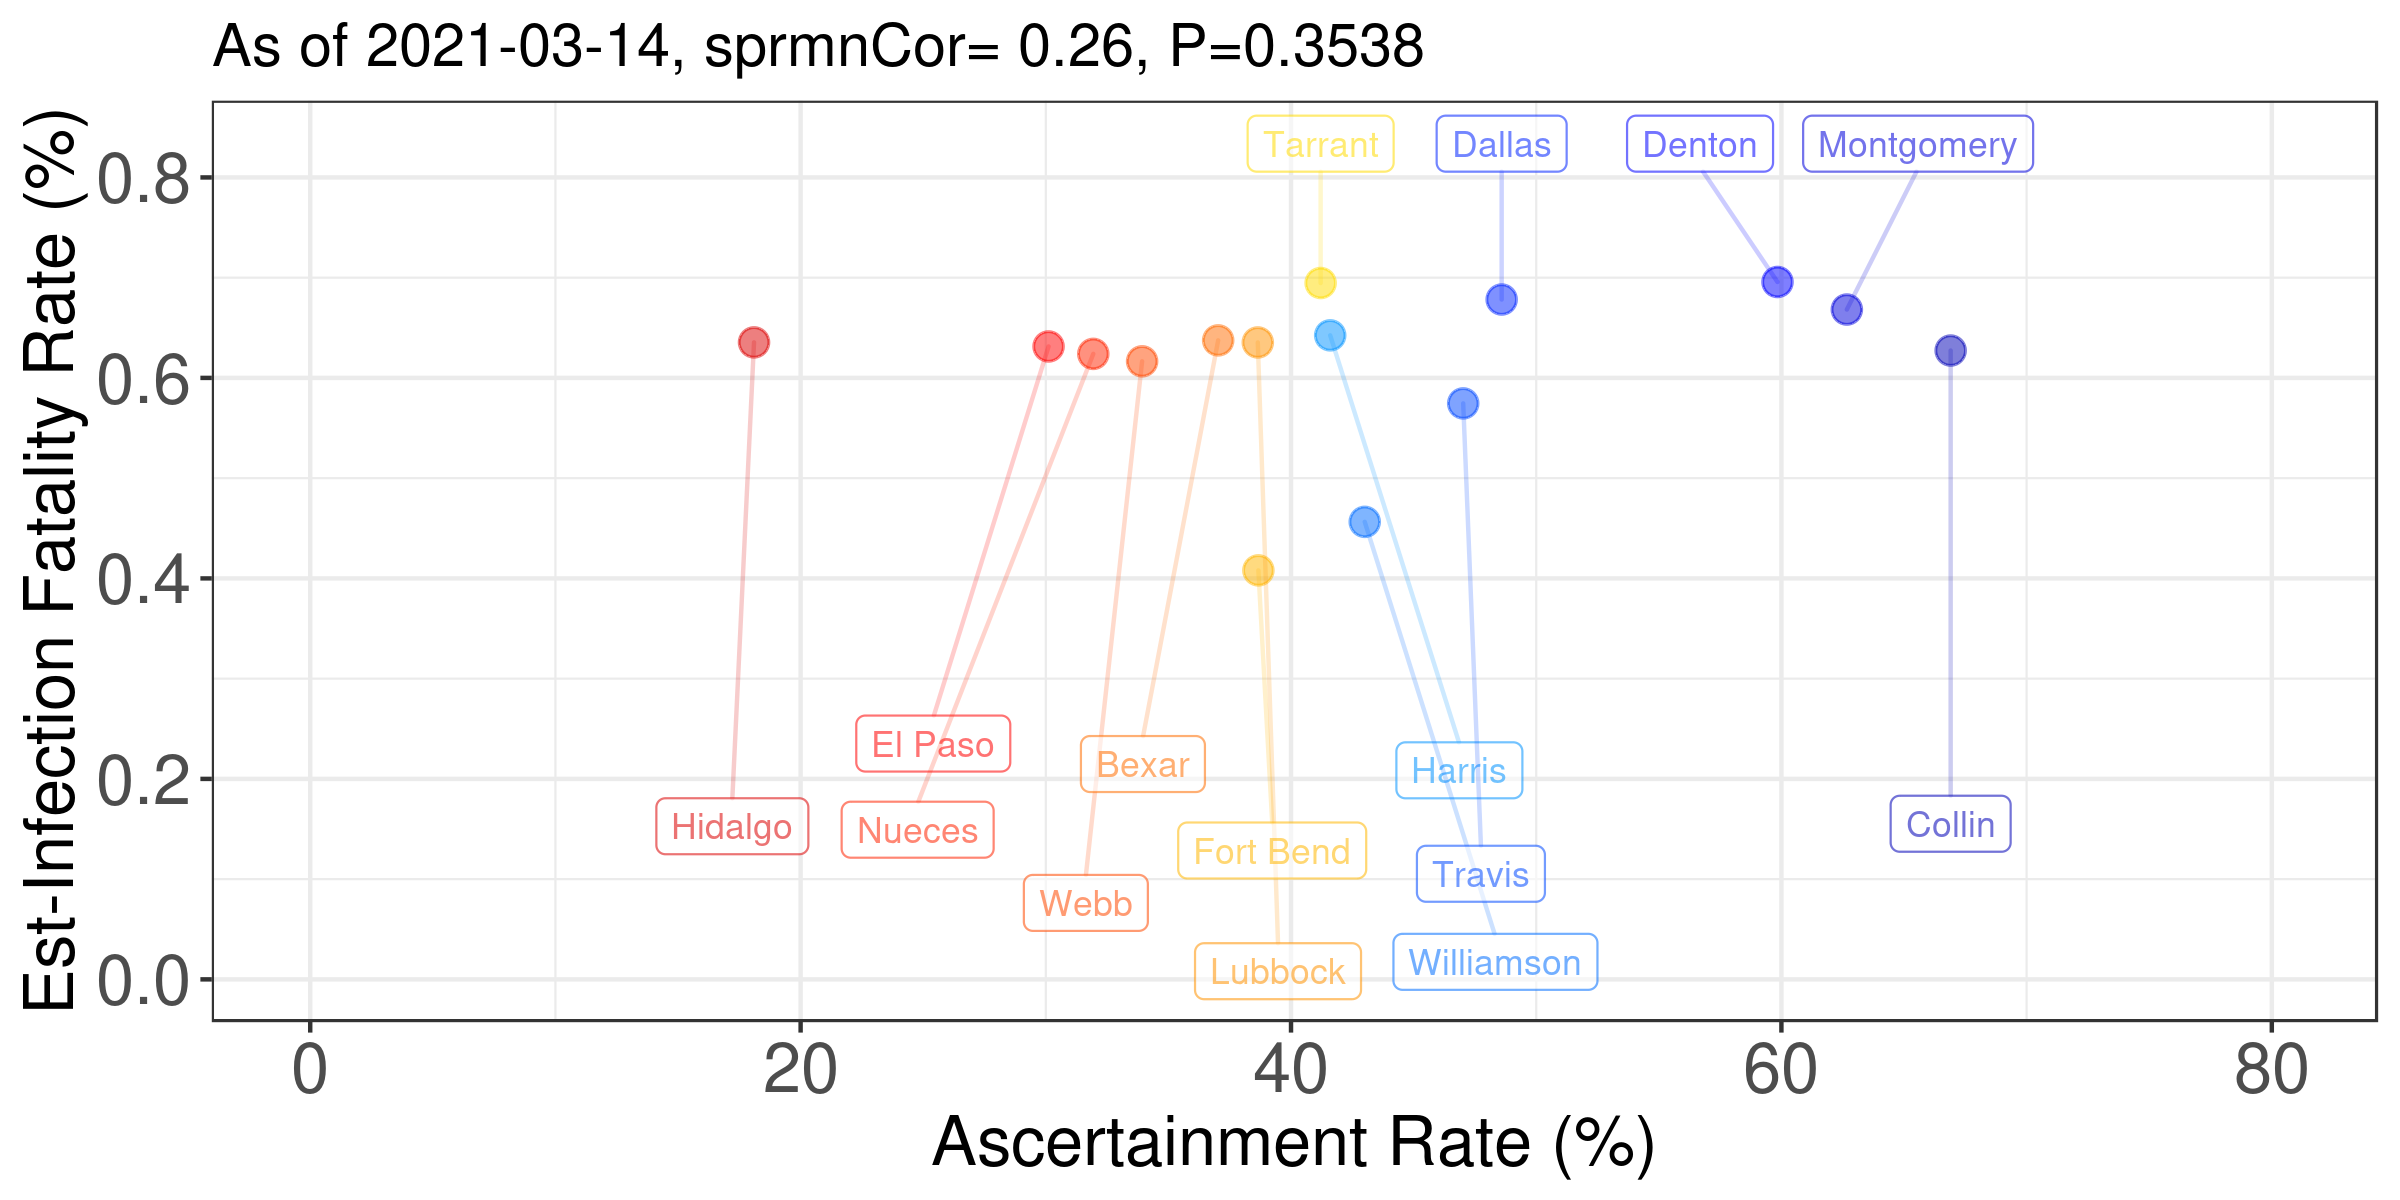 As of 2021-03-14, sprmnCor= 0.26, P=0.3538
Est-Infection Fatality Rate (%)
0.8
0.6
0.4
0.2
0.0
Tarrant
Dallas
Denton
Montgomery
El Paso
Bexar
Harris
Hidalgo
Nueces
Collin
Fort Bend
Travis
Webb
Lubbock
Williamson
0
20
40
60
80
Ascertainment Rate (%)